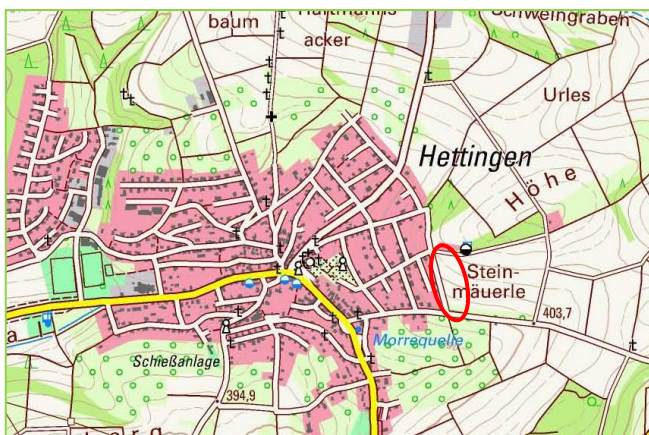 baum
acker
Schweingraben
Urles
Hettingen
Höhe
Stein-
mäuerle
403,7
Morrequelle
Schießanlage
394,9